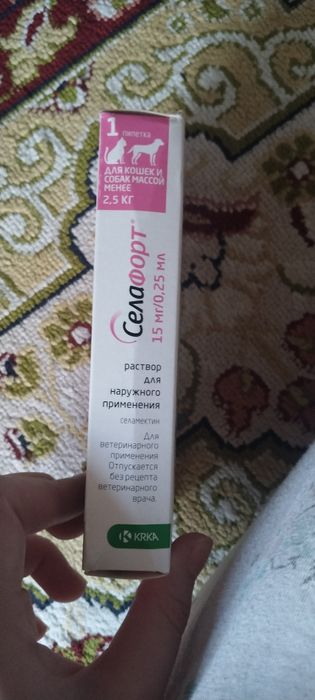 1 пипетка
ДЛЯ КОШЕК И
СОБАК МАССОЙ
МЕНЕЕ
2,5 КГ
Селафорт®
15 мг/0,25 мл
раствор
для
наружного
применения
селамектин
Для
ветеринарного
применения
Отпускается
без рецепта
ветеринарного
врача.
KRKA